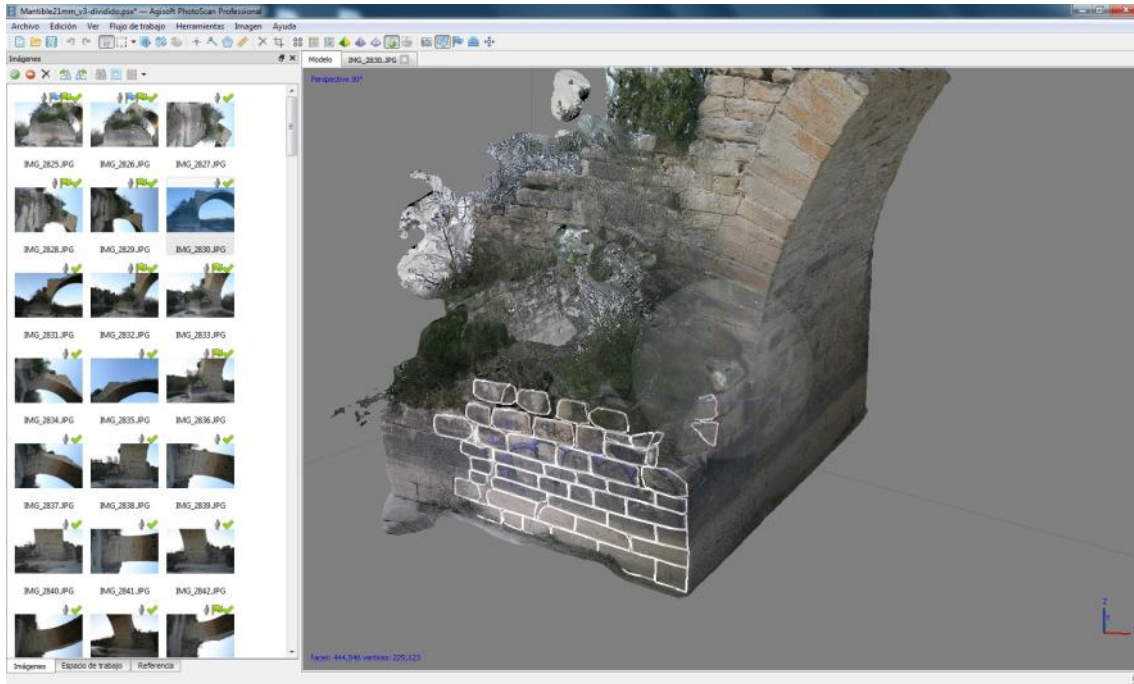 Mantible21mm_v3-dividido.psx* — Agisoft PhotoScan Professional
Archivo Edición Ver Flujo de trabajo Herramientas Imagen Ayuda
Imágenes
Modelo IMG_2830.JPG
Perspective 30°
IMG_2825.JPG IMG_2826.JPG IMG_2827.JPG
IMG_2828.JPG IMG_2829.JPG IMG_2830.JPG
IMG_2831.JPG IMG_2832.JPG IMG_2833.JPG
IMG_2834.JPG IMG_2835.JPG IMG_2836.JPG
IMG_2837.JPG IMG_2838.JPG IMG_2839.JPG
IMG_2840.JPG IMG_2841.JPG IMG_2842.JPG
Z
Faces: 444,546 vertices: 225,123
Imágenes Espacio de trabajo Referencia